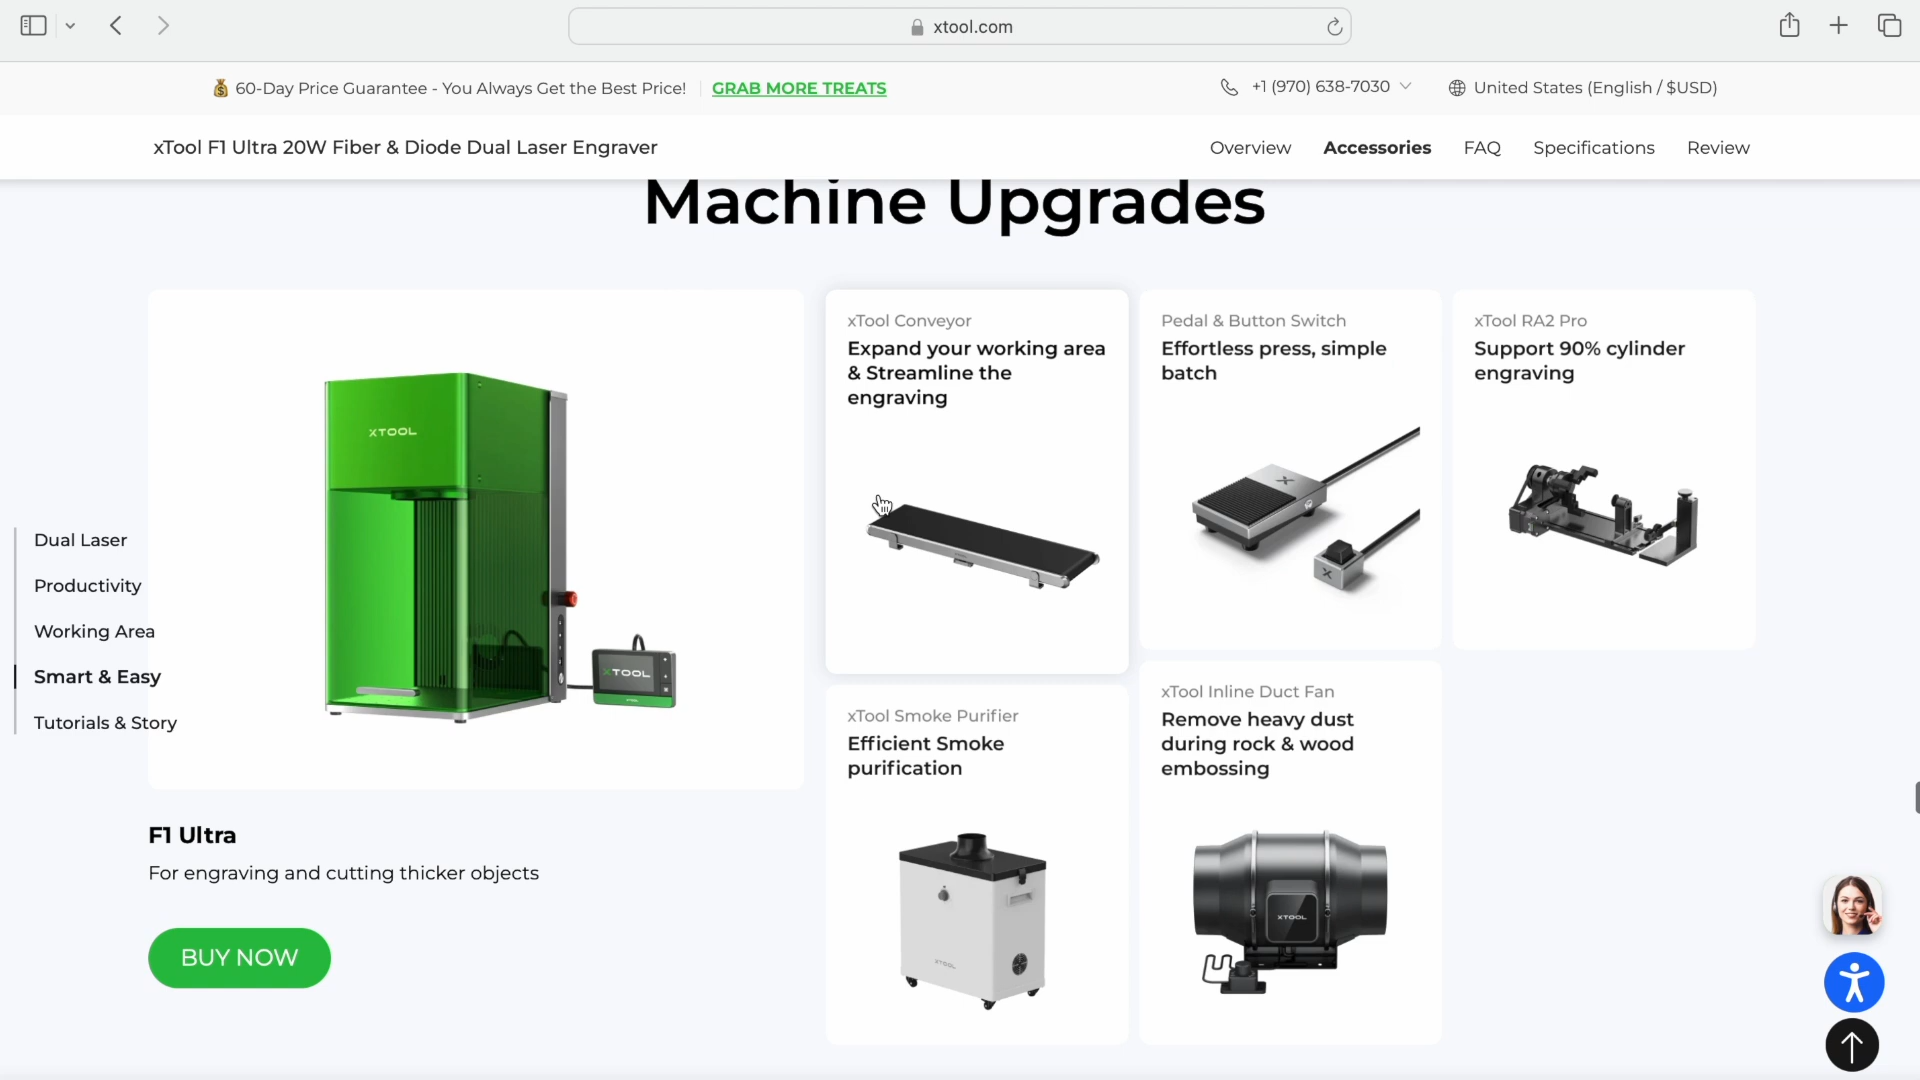 xtool.com
60-Day Price Guarantee - You Always Get the Best Price!
GRAB MORE TREATS
+1 (970) 638-7030
United States (English / $USD)
xTool F1 Ultra 20W Fiber & Diode Dual Laser Engraver
Overview
Accessories
FAQ
Specifications
Review
Machine Upgrades
XTOOL
XTOOL
xTool Conveyor
Expand your working area
& Streamline the
engraving
Pedal & Button Switch
Effortless press, simple
batch
X
X
xTool RA2 Pro
Support 90% cylinder
engraving
Dual Laser
Productivity
Working Area
Smart & Easy
Tutorials & Story
xTool Smoke Purifier
Efficient Smoke
purification
XTOOL
xTool Inline Duct Fan
Remove heavy dust
during rock & wood
embossing
XTOOL
F1 Ultra
For engraving and cutting thicker objects
BUY NOW